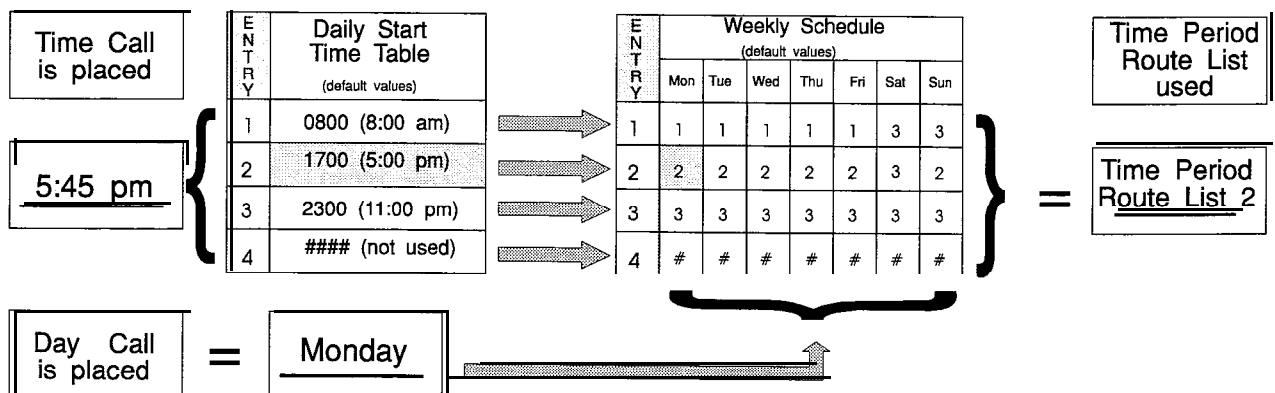 Time Call
is placed
5:45 pm
ENTRY
Daily Start
Time Table
(default values)
1 0800 (8:00 am)
2 1700 (5:00 pm)
3 2300 (11:00 pm)
4 #### (not used)
ENTRY
Weekly Schedule
(default values)
Mon Tue Wed Thu Fri Sat Sun
1 1 1 1 1 1 3 3
2 2 2 2 2 2 3 2
3 3 3 3 3 3 3 3
4 # # # # # # #
Time Period
Route List
used
=
Time Period
Route List 2
Day Call
is placed
=
Monday